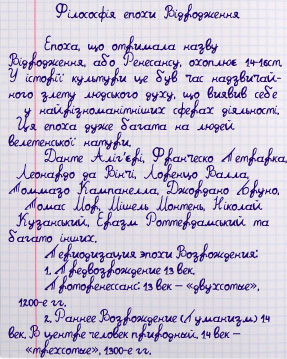 Філософія епохи Відродження
Епоха, що отримала назву
Відродження, або Ренесансу, охоплює 14-16ст.
У історії культури це був час надзвичай-
ного злету людського духу, що виявив себе
у найрізноманітніших сферах діяльності.
Ця епоха дуже багата на людей
велетенської натури.
Данте Аліг'єрі, Франческо Петрарка,
Леонардо да Вінчі, Лоренцо Валла,
Томмазо Кампанелла, Джордано Бруно,
Томас Мор, Мішель Монтень, Ніколай
Кузанський, Еразм Роттердамський та
багато інших.
Периодизация эпохи Возрождения:
1. Предвозрождение 13 век.
Проторенессанс: 13 век – «двухсотые»,
1200-е гг.
2. Раннее Возрождение (Гуманизм) 14
век. В центре человек природный. 14 век –
«трехсотые», 1300-е гг.